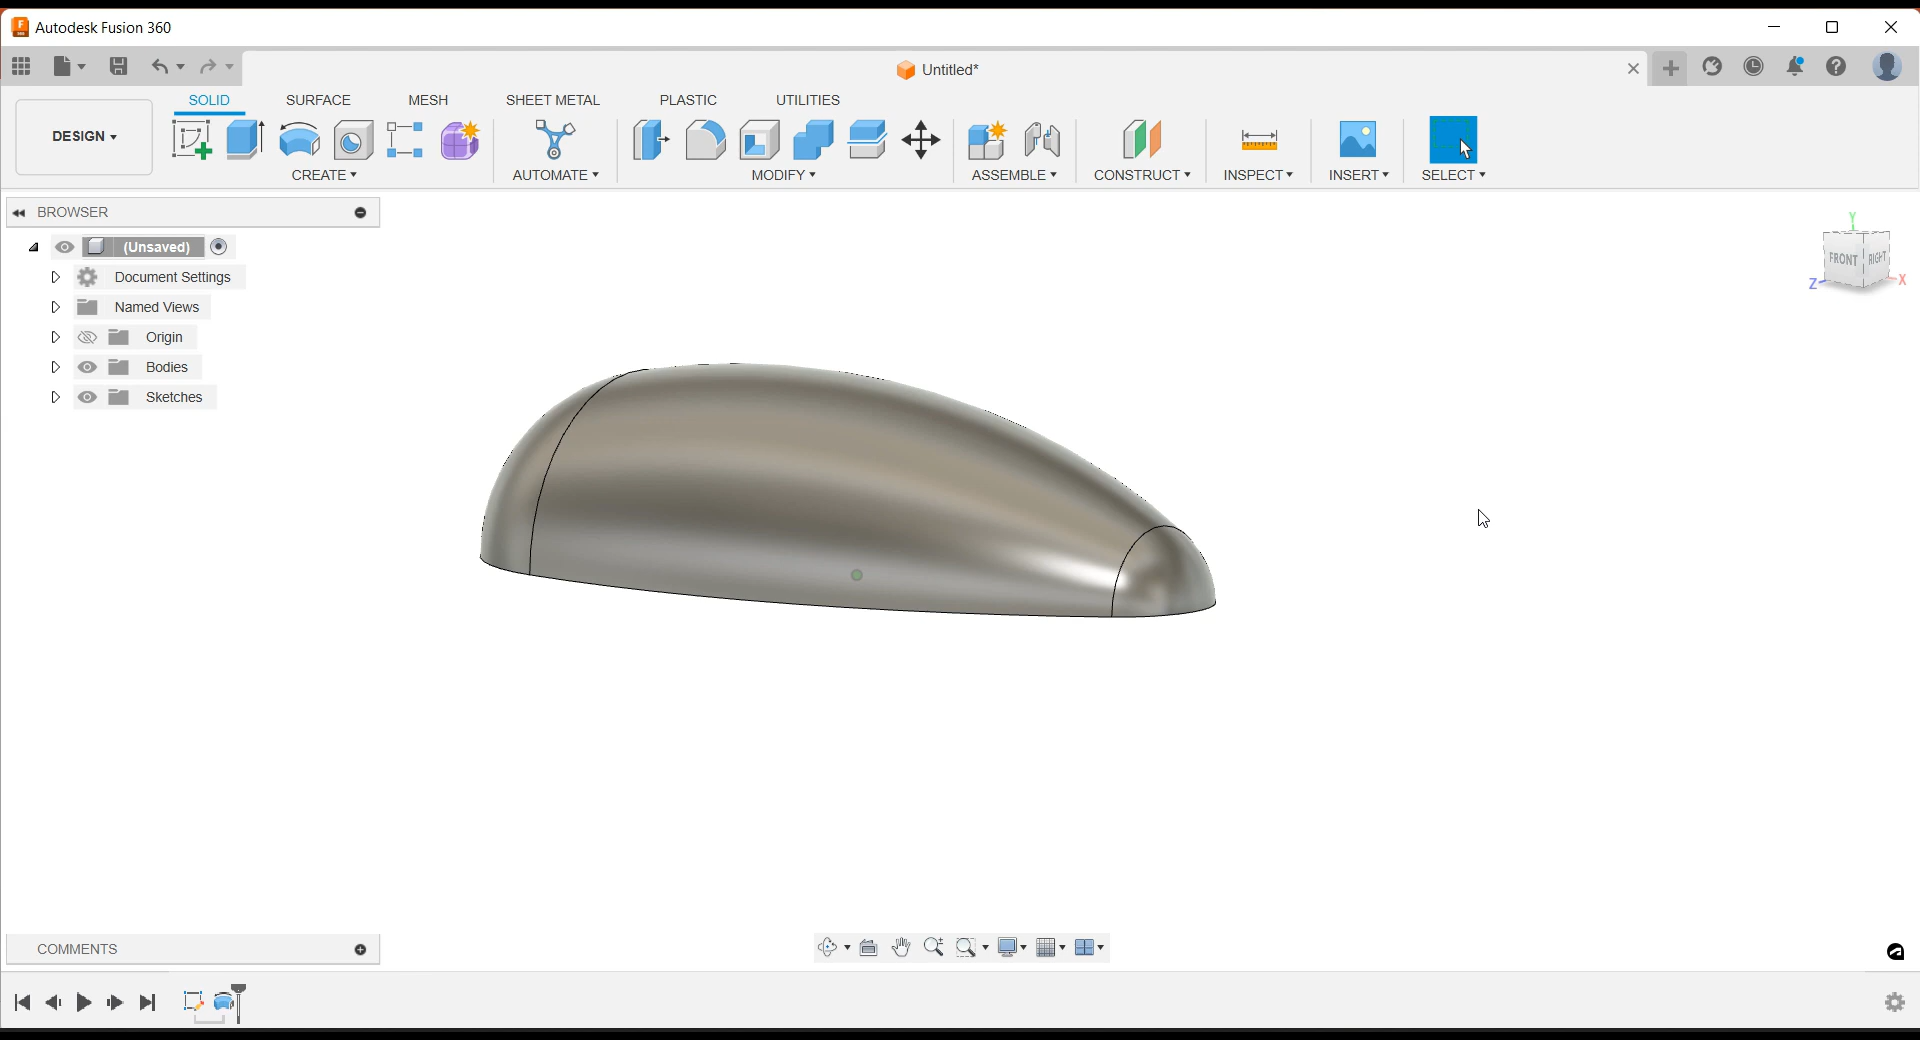 Autodesk Fusion 360
Untitled*
SOLID SURFACE MESH SHEET METAL PLASTIC UTILITIES
DESIGN
CREATE AUTOMATE MODIFY ASSEMBLE CONSTRUCT INSPECT INSERT SELECT
BROWSER
(Unsaved)
Document Settings
Named Views
Origin
Bodies
Sketches
Y
FRONT RIGHT
Z X
COMMENTS